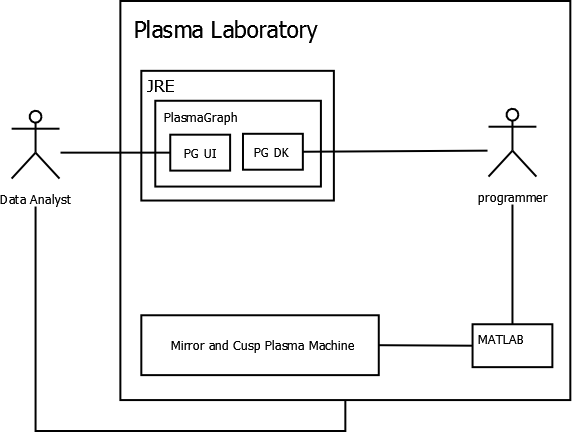 Plasma Laboratory
JRE
PlasmaGraph
PG UI
PG DK
Data Analyst
programmer
Mirror and Cusp Plasma Machine
MATLAB